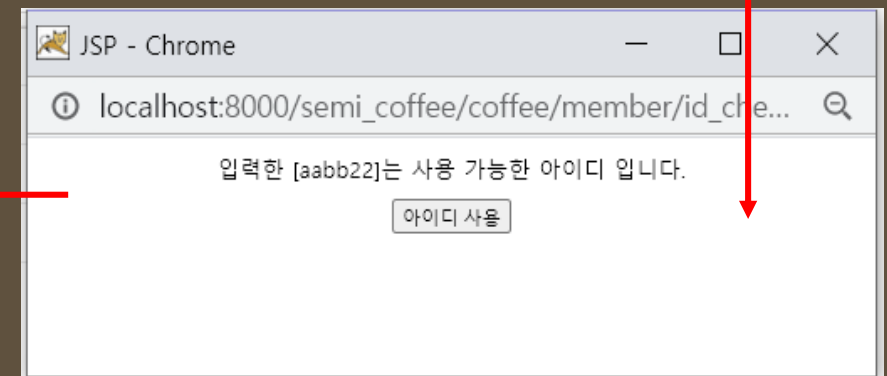 JSP - Chrome
localhost:8000/semi_coffee/coffee/member/id_che...
입력한 [aabb22]는 사용 가능한 아이디 입니다.
아이디 사용